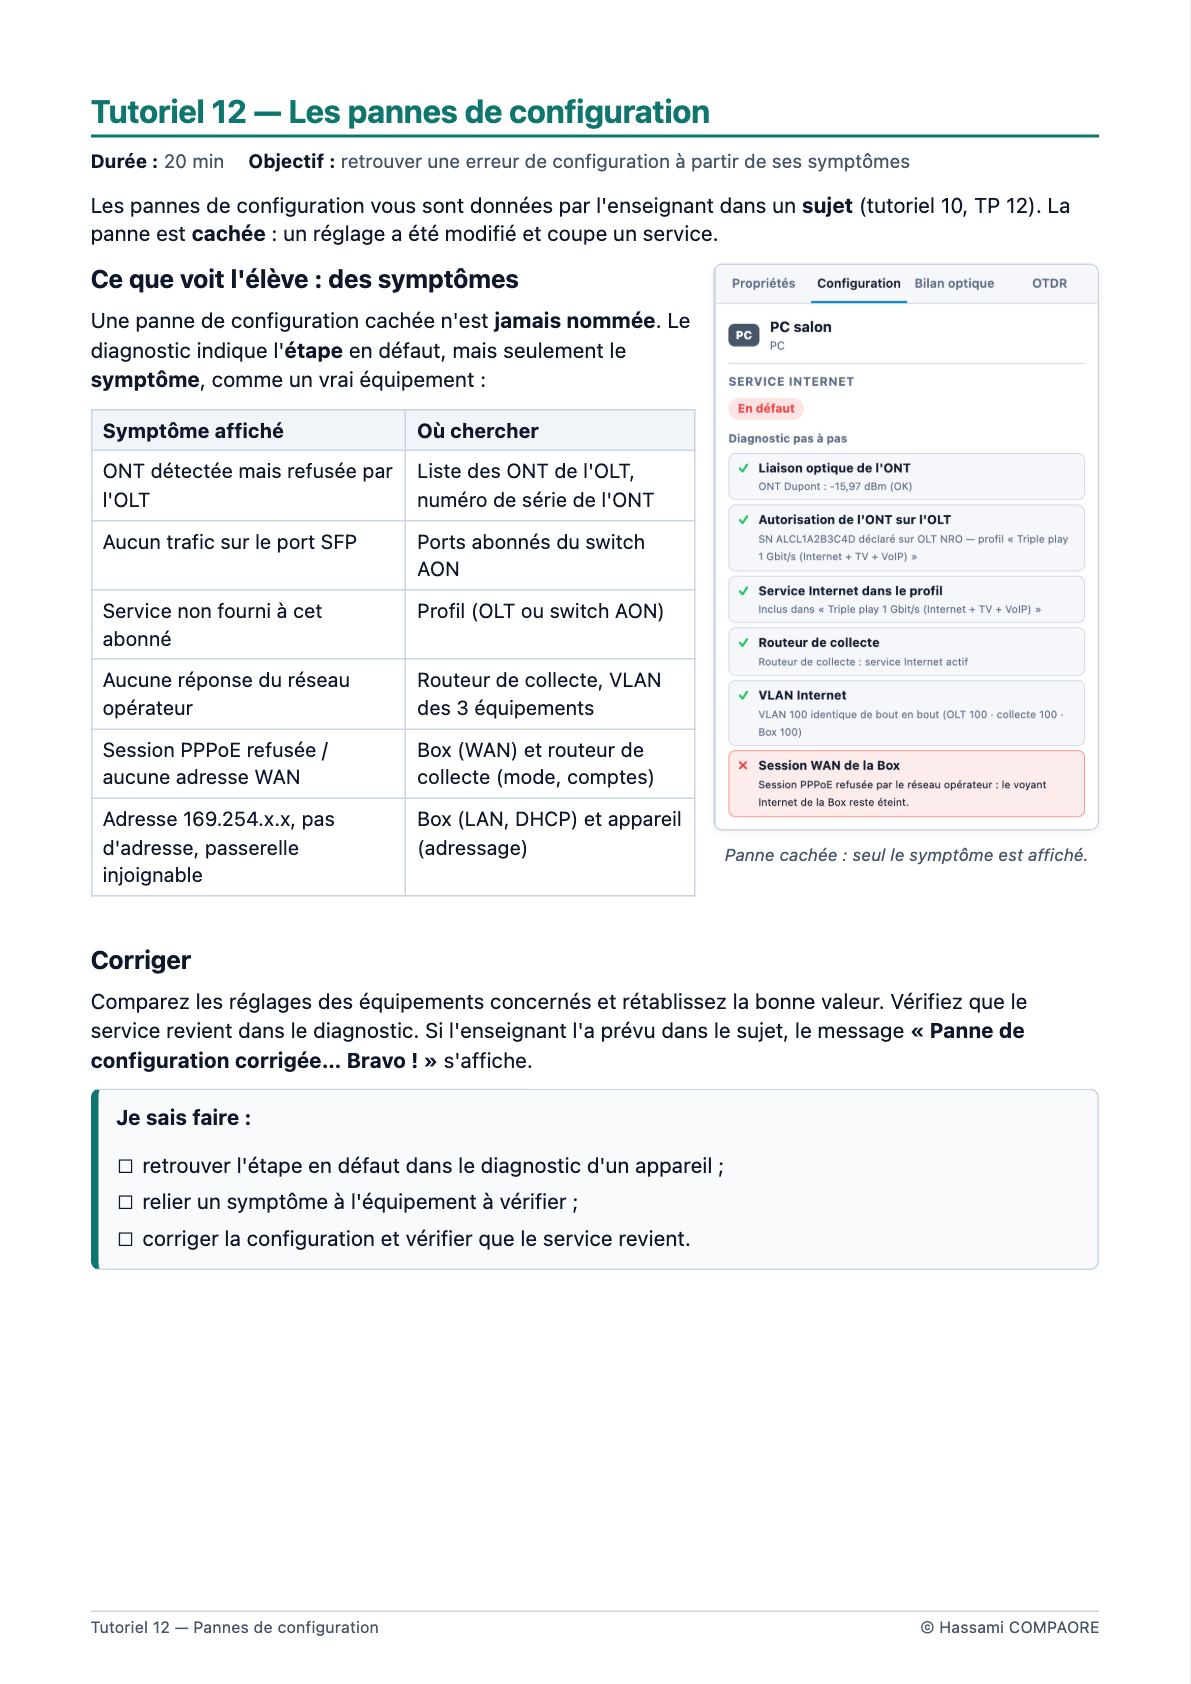 Tutoriel 12 — Les pannes de configuration
Durée : 20 min Objectif : retrouver une erreur de configuration à partir de ses symptômes
Les pannes de configuration vous sont données par l'enseignant dans un sujet (tutoriel 10, TP 12). La
panne est cachée : un réglage a été modifié et coupe un service.
Ce que voit l'élève : des symptômes
Une panne de configuration cachée n'est jamais nommée. Le
diagnostic indique l'étape en défaut, mais seulement le
symptôme, comme un vrai équipement :
Symptôme affiché Où chercher
ONT détectée mais refusée par
l'OLT
Liste des ONT de l'OLT,
numéro de série de l'ONT
Aucun trafic sur le port SFP
Ports abonnés du switch
AON
Service non fourni à cet
abonné
Profil (OLT ou switch AON)
Aucune réponse du réseau
opérateur
Routeur de collecte, VLAN
des 3 équipements
Session PPPoE refusée /
aucune adresse WAN
Box (WAN) et routeur de
collecte (mode, comptes)
Adresse 169.254.x.x, pas
d'adresse, passerelle
injoignable
Box (LAN, DHCP) et appareil
(adressage)
Propriétés Configuration Bilan optique OTDR
PC
PC salon
PC
SERVICE INTERNET
En défaut
Diagnostic pas à pas
Liaison optique de l'ONT
ONT Dupont : -15,97 dBm (OK)
Autorisation de l'ONT sur l'OLT
SN ALCL1A2B3C4D déclaré sur OLT NRO — profil « Triple play
1 Gbit/s (Internet + TV + VoIP) »
Service Internet dans le profil
Inclus dans « Triple play 1 Gbit/s (Internet + TV + VoIP) »
Routeur de collecte
Routeur de collecte : service Internet actif
VLAN Internet
VLAN 100 identique de bout en bout (OLT 100 · collecte 100 ·
Box 100)
Session WAN de la Box
Session PPPoE refusée par le réseau opérateur : le voyant
Internet de la Box reste éteint.
Panne cachée : seul le symptôme est affiché.
Corriger
Comparez les réglages des équipements concernés et rétablissez la bonne valeur. Vérifiez que le
service revient dans le diagnostic. Si l'enseignant l'a prévu dans le sujet, le message « Panne de
configuration corrigée… Bravo ! » s'affiche.
Je sais faire :
☐ retrouver l'étape en défaut dans le diagnostic d'un appareil ;
☐ relier un symptôme à l'équipement à vérifier ;
☐ corriger la configuration et vérifier que le service revient.
Tutoriel 12 — Pannes de configuration © Hassami COMPAORE